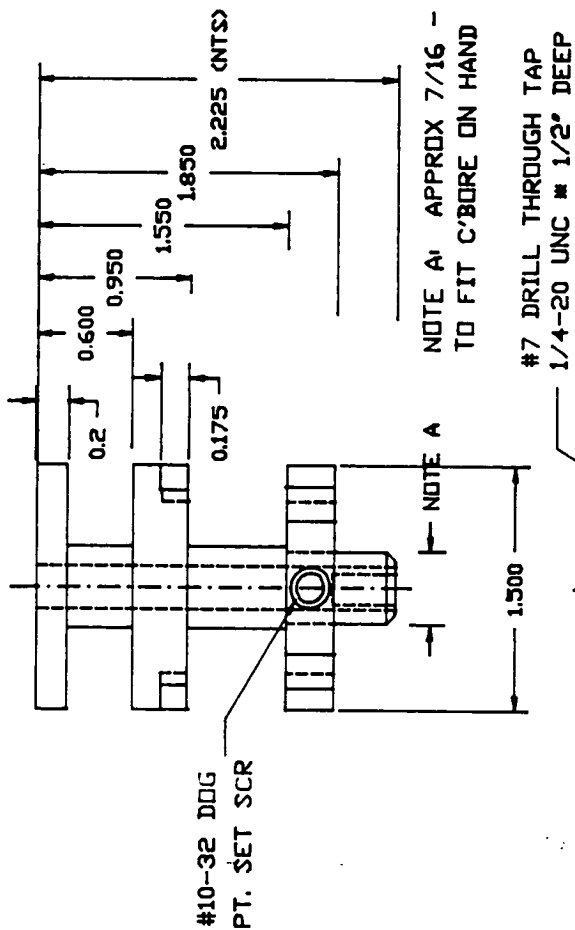 2.225 (NTS)
1.850
1.550
0.950
0.600
0.2
0.175
NOTE A: APPROX 7/16 -
TO FIT C'BORE ON HAND
NOTE A
#7 DRILL THROUGH TAP
1/4-20 UNC * 1/2" DEEP
1.500
#10-32 DOG
PT. SET SCR